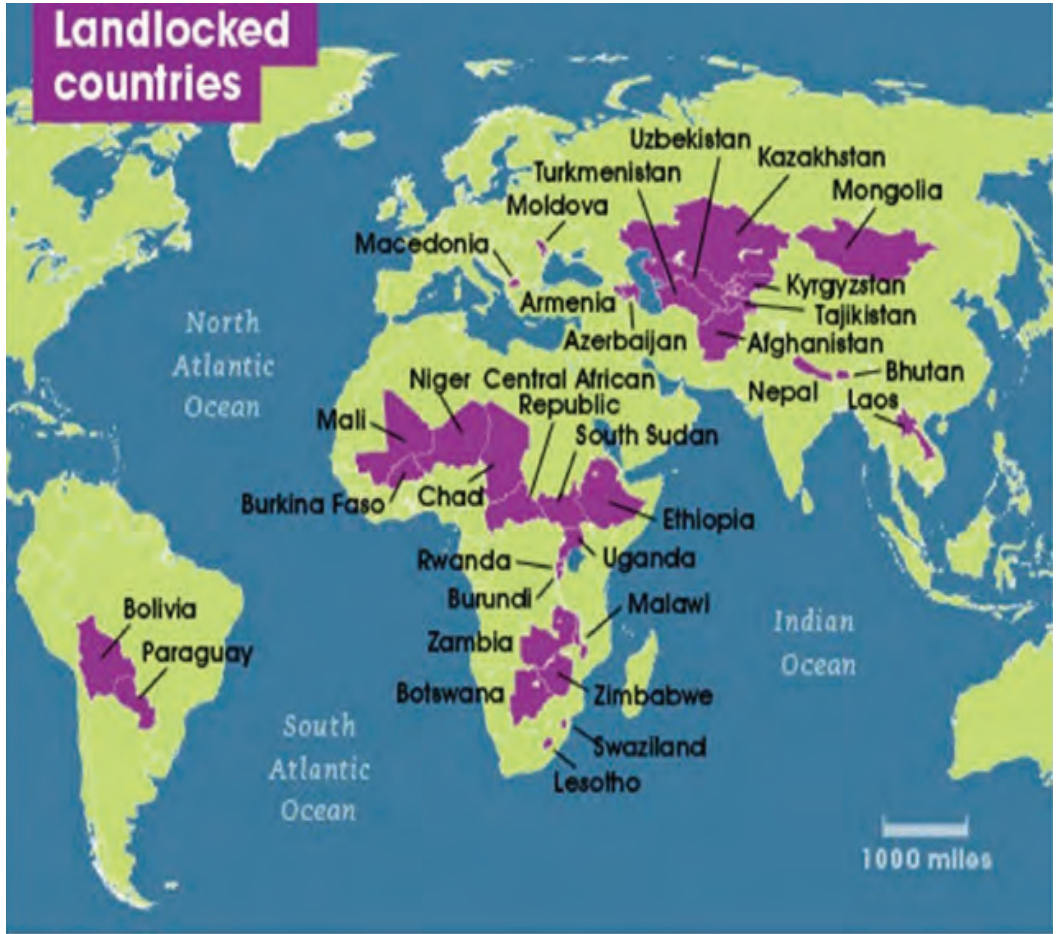 Landlocked
countries
Uzbekistan
Kazakhstan
Turkmenistan
Mongolia
Moldova
Macedonia
Kyrgyzstan
Armenia
Tajikistan
Azerbaijan
Afghanistan
North
Atlantic
Ocean
Bhutan
Nepal
Laos
Niger
Central African
Republic
Mali
South Sudan
Burkina Faso
Chad
Ethiopia
Rwanda
Uganda
Burundi
Malawi
Bolivia
Paraguay
Zambia
Indian
Ocean
Botswana
Zimbabwe
South
Atlantic
Ocean
Swaziland
Lesotho
1000 miles